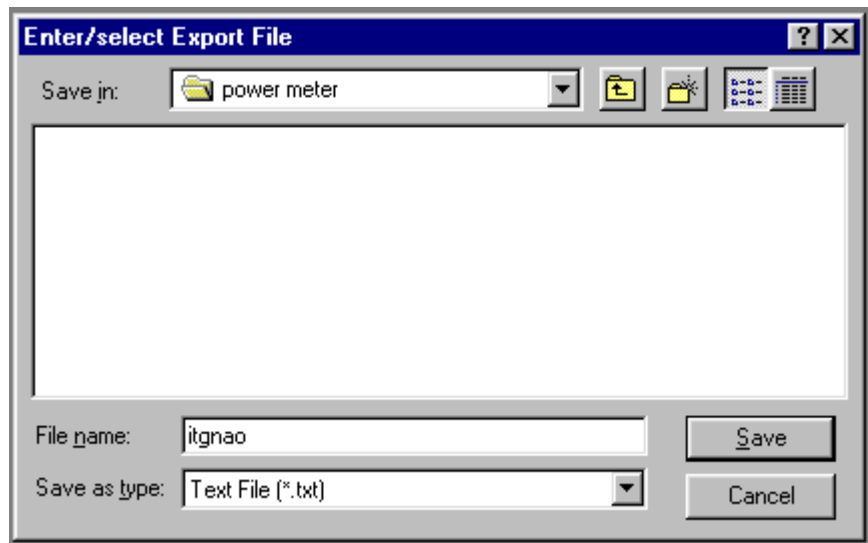 Enter/select Export File
Save in: power meter
File name: itgnao Save
Save as type: Text File (*.txt) Cancel